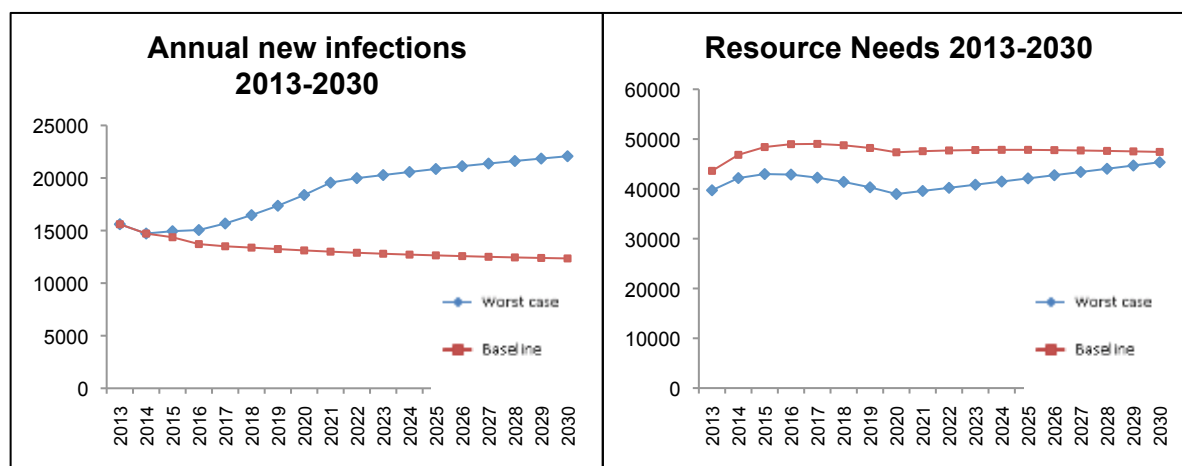 Annual new infections
2013-2030
25000
20000
15000
10000
5000
0
Worst case
Baseline
2013 2014 2015 2016 2017 2018 2019 2020 2021 2022 2023 2024 2025 2026 2027 2028 2029 2030
Resource Needs 2013-2030
60000
50000
40000
30000
20000
10000
0
Worst case
Baseline
2013 2014 2015 2016 2017 2018 2019 2020 2021 2022 2023 2024 2025 2026 2027 2028 2029 2030